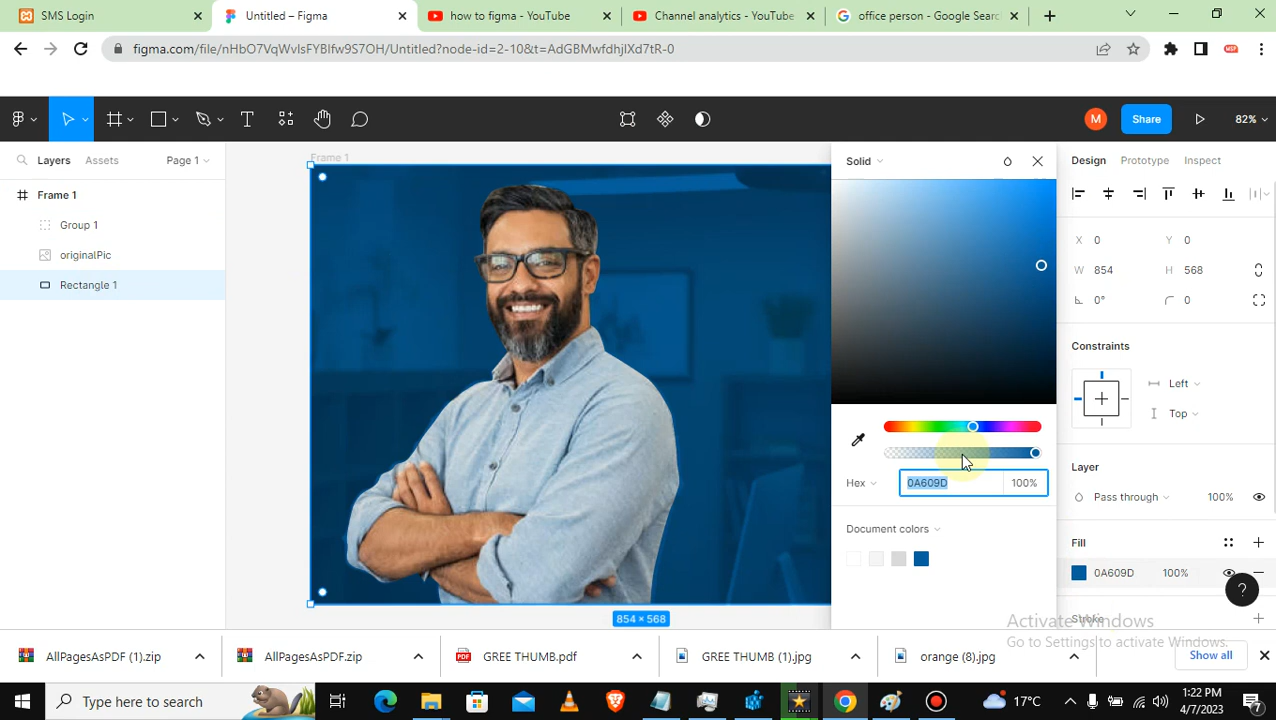 SMS Login
Untitled – Figma
how to figma - YouTube
Channel analytics - YouTube
office person - Google Searc
figma.com/file/nHbO7VqWvlsFYBlfw9S7OH/Untitled?node-id=2-10&t=AdGBMwfdhjlXd7tR-0
M
Share
82%
Layers
Assets
Page 1
Frame 1
Solid
Design
Prototype
Inspect
Frame 1
Group 1
originalPic
Rectangle 1
X 0
Y 0
W 854
H 568
0°
0
Constraints
Left
Top
Layer
Pass through
100%
Hex
0A609D
100%
Document colors
Fill
0A609D
100%
Stroke
?
854 × 568
Activate Windows
Go to Settings to activate Windows.
AllPagesAsPDF (1).zip
AllPagesAsPDF.zip
GREE THUMB.pdf
GREE THUMB (1).jpg
orange (8).jpg
Show all
Type here to search
17°C
1:22 PM
4/7/2023
7